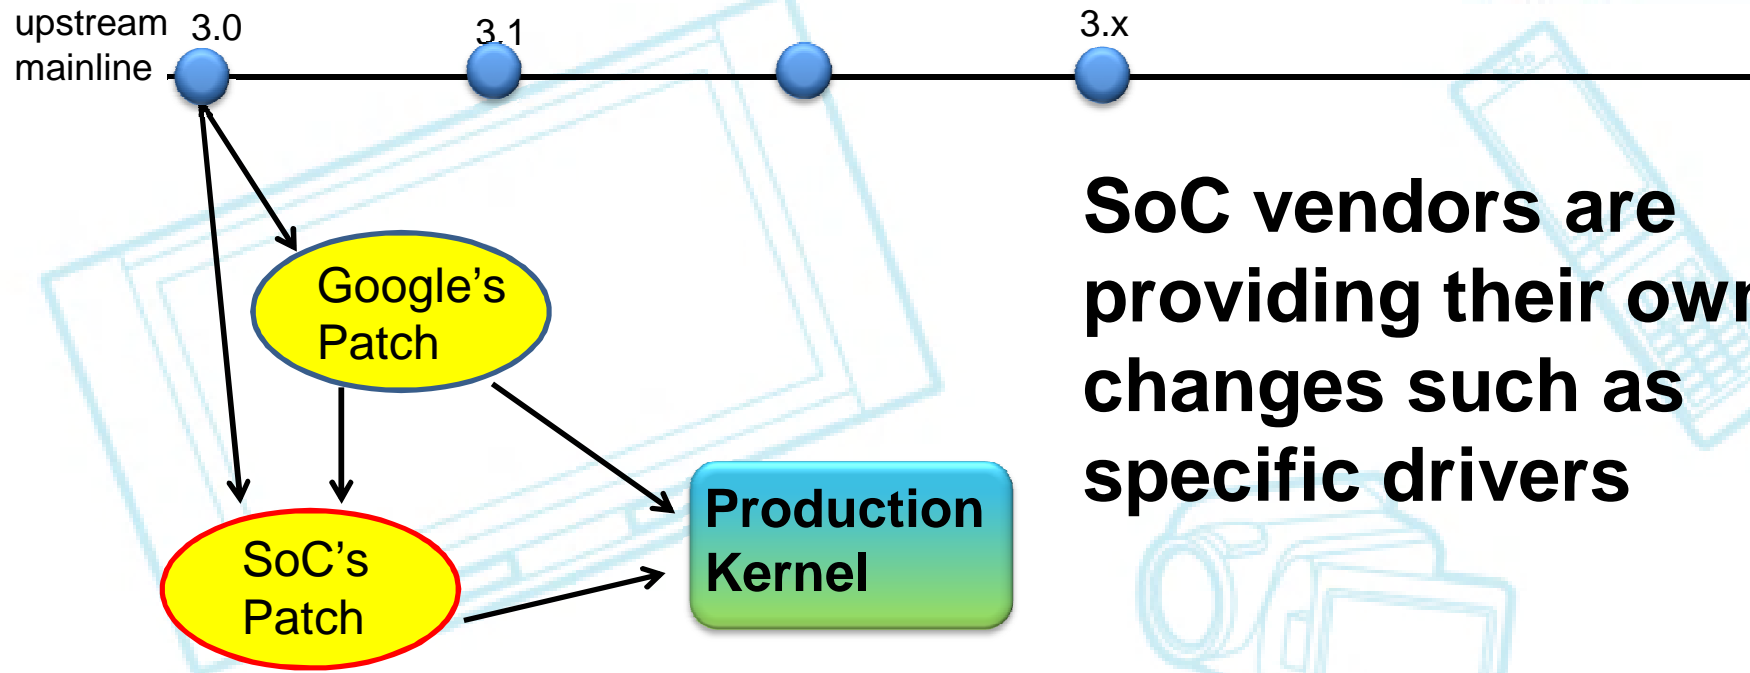 upstream
mainline
3.0
3.1
3.x
SoC vendors are
providing their own
changes such as
specific drivers
Google's
Patch
Production
Kernel
SoC's
Patch